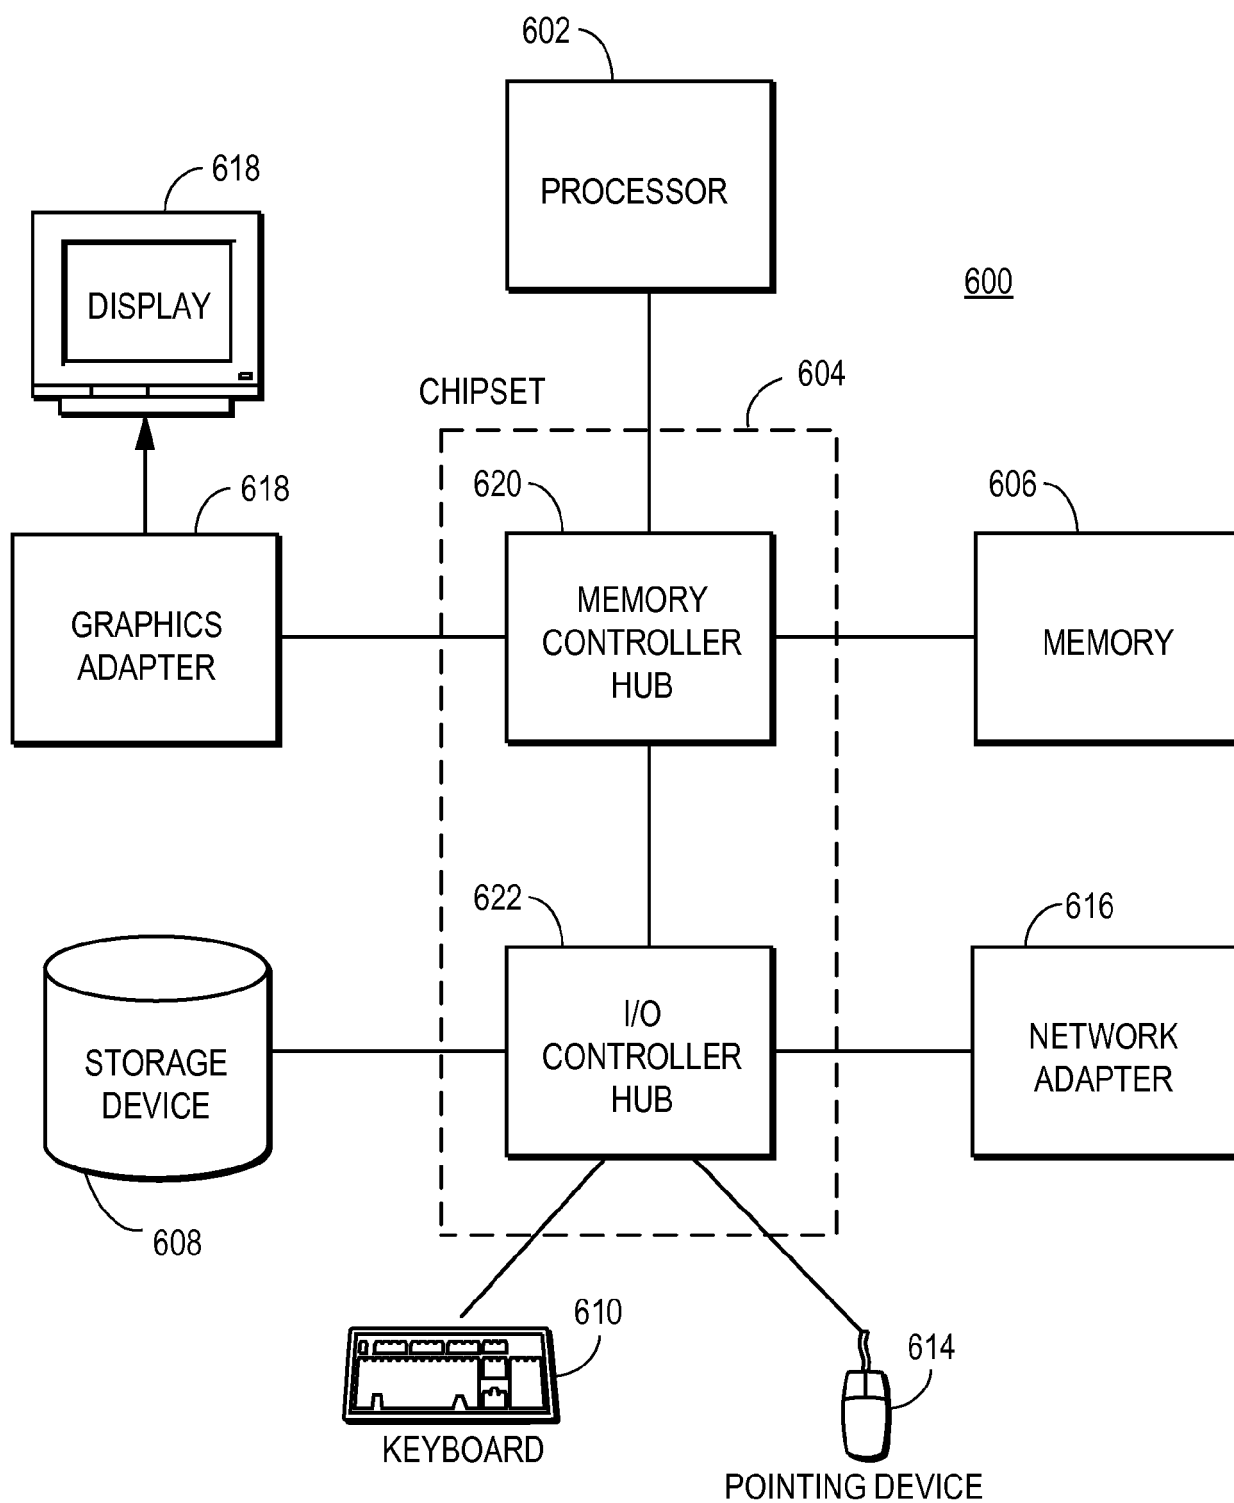 602
PROCESSOR
618
DISPLAY
600
CHIPSET
604
618
GRAPHICS
ADAPTER
620
MEMORY
CONTROLLER
HUB
606
MEMORY
622
I/O
CONTROLLER
HUB
616
NETWORK
ADAPTER
STORAGE
DEVICE
608
610
KEYBOARD
614
POINTING DEVICE